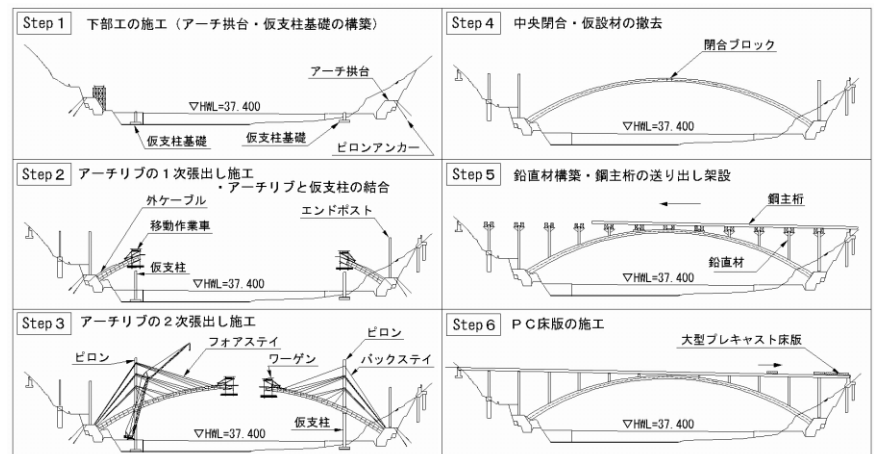 Step 1 下部工の施工（アーチ拱台・仮支柱基礎の構築）
アーチ拱台
▽HWL=37.400
仮支柱基礎
仮支柱基礎
ピロンアンカー
Step 2 アーチリブの１次張出し施工
・アーチリブと仮支柱の結合
外ケーブル
移動作業車
エンドポスト
仮支柱
▽HWL=37.400
Step 3 アーチリブの２次張出し施工
ピロン
フォアステイ
ワーゲン
ピロン
バックステイ
仮支柱
▽HWL=37.400
Step 4 中央閉合・仮設材の撤去
閉合ブロック
▽HWL=37.400
Step 5 鉛直材構築・鋼主桁の送り出し架設
鋼主桁
鉛直材
▽HWL=37.400
Step 6 ＰＣ床版の施工
大型プレキャスト床版
▽HWL=37.400